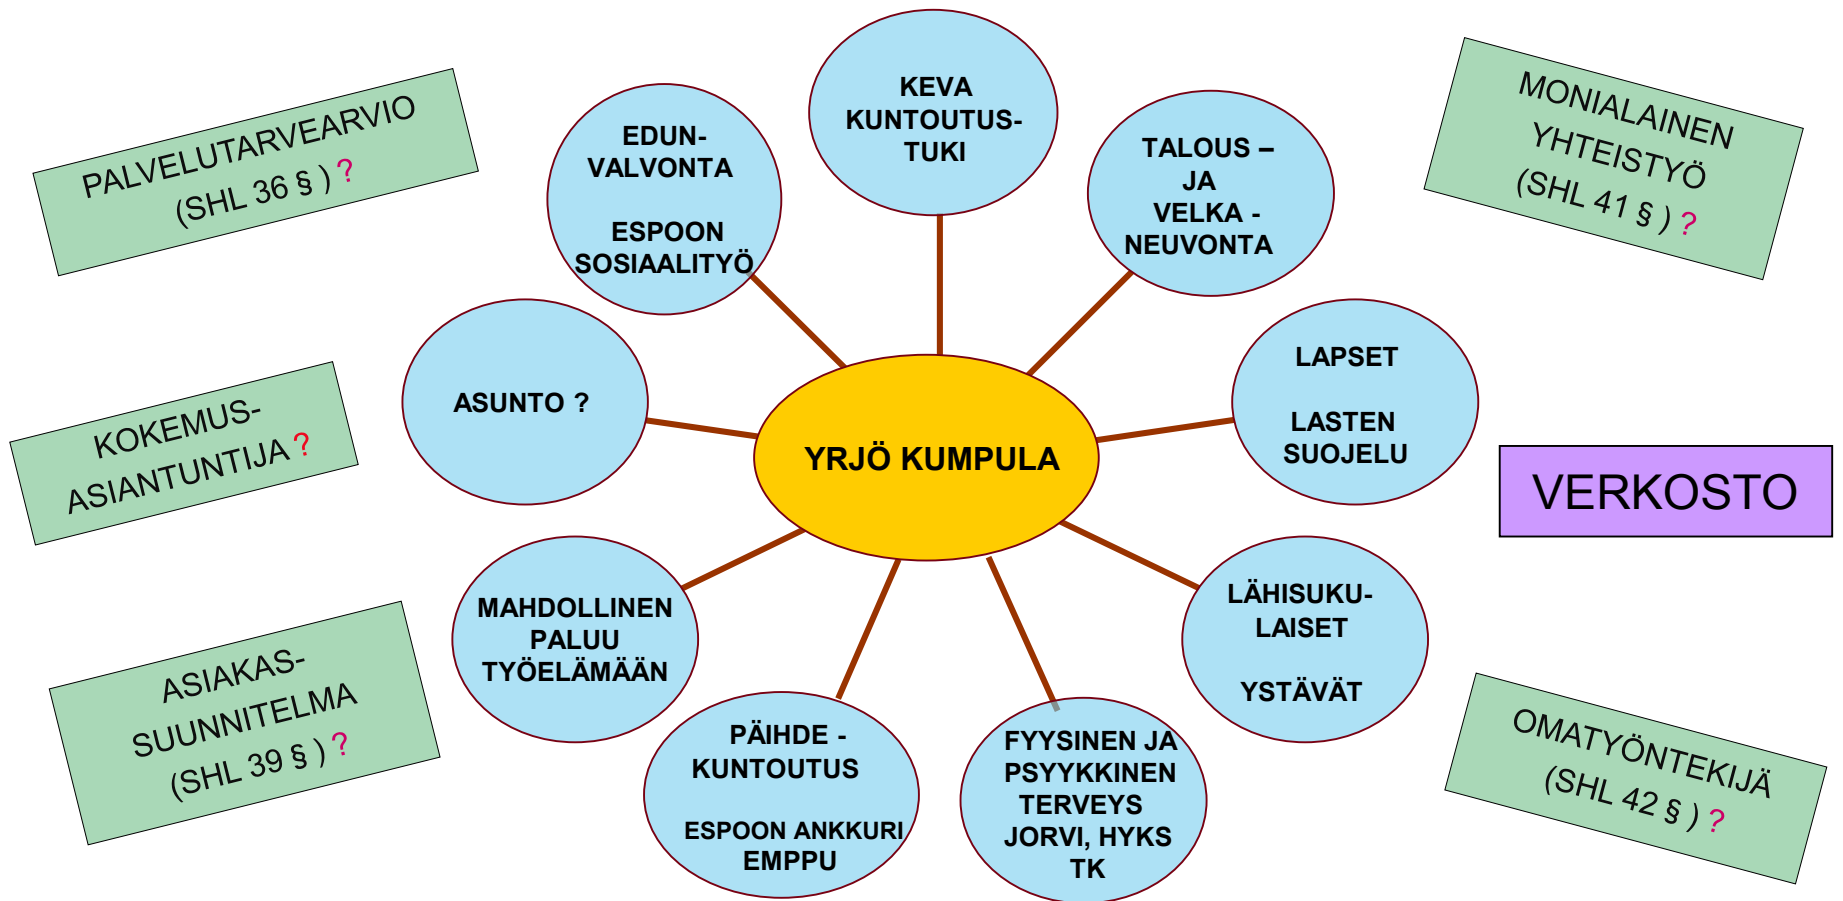 PALVELUTARVEARVIO
(SHL 36 § ) ?
EDUN-
VALVONTA
ESPOON
SOSIAALITYÖ
KEVA
KUNTOUTUS-
TUKI
TALOUS –
JA
VELKA -
NEUVONTA
MONIALAINEN
YHTEISTYÖ
(SHL 41 § ) ?
KOKEMUS-
ASIANTUNTIJA ?
ASUNTO ?
YRJÖ KUMPULA
LAPSET
LASTEN
SUOJELU
VERKOSTO
ASIAKAS-
SUUNNITELMA
(SHL 39 § ) ?
MAHDOLLINEN
PALUU
TYÖELÄMÄÄN
PÄIHDE -
KUNTOUTUS
ESPOON ANKKURI
EMPPU
FYYSINEN JA
PSYYKKINEN
TERVEYS
JORVI, HYKS
TK
LÄHISUKU-
LAISET
YSTÄVÄT
OMATYÖNTEKIJÄ
(SHL 42 § ) ?